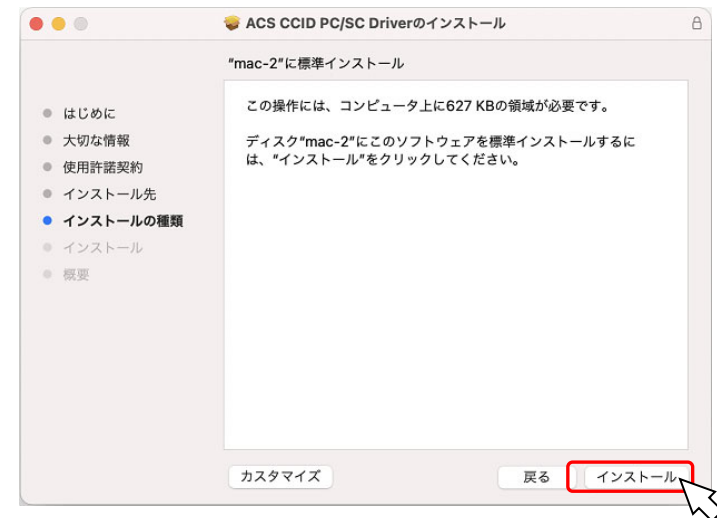 ACS CCID PC/SC Driverのインストール
“mac-2”に標準インストール
はじめに
大切な情報
使用許諾契約
インストール先
インストールの種類
インストール
概要
この操作には、コンピュータ上に627 KBの領域が必要です。
ディスク“mac-2”にこのソフトウェアを標準インストールするに
は、“インストール”をクリックしてください。
カスタマイズ
戻る
インストール